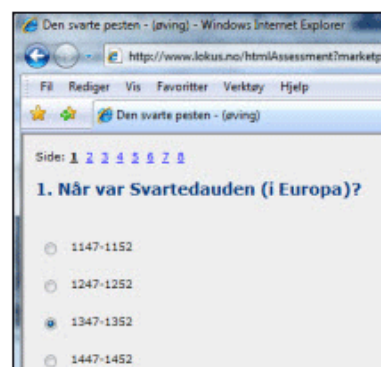 Den svarte pesten - (øving) - Windows Internet Explorer
http://www.lokus.no/htmlAssessment?marketp
Fil Rediger Vis Favoritter Verktøy Hjelp
Den svarte pesten - (øving)
Side: 1 2 3 4 5 6 7 8
1. Når var Svartedauden (i Europa)?
1147-1152
1247-1252
1347-1352
1447-1452